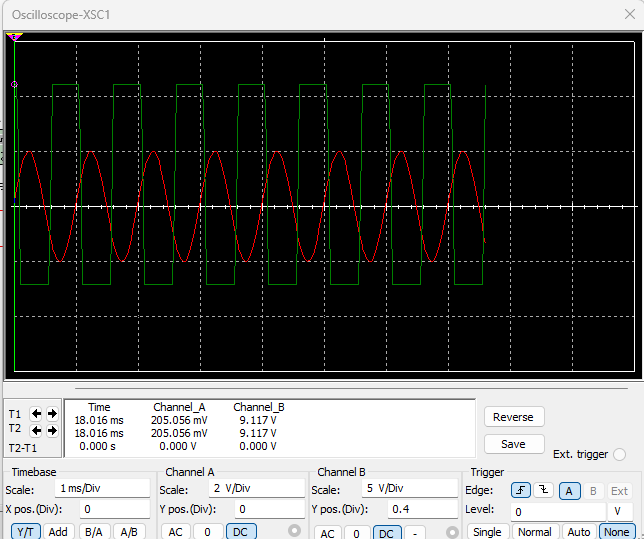 Oscilloscope-XSC1
T1
T2
T2-T1
Time Channel_A Channel_B
18.016 ms 205.056 mV 9.117 V
18.016 ms 205.056 mV 9.117 V
0.000 s 0.000 V 0.000 V
Reverse
Save
Ext. trigger
Timebase
Scale: 1 ms/Div
X pos.(Div): 0
Y/T Add B/A A/B
Channel A
Scale: 2 V/Div
Y pos.(Div): 0
AC 0 DC
Channel B
Scale: 5 V/Div
Y pos.(Div): 0.4
AC 0 DC -
Trigger
Edge: A B Ext
Level: 0 V
Single Normal Auto None